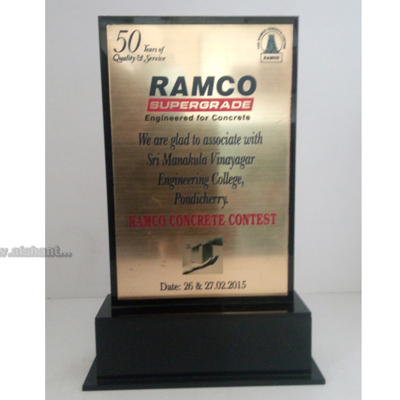 50 Years of
Quality & Service
RAMCO
RAMCO
SUPERGRADE
Engineered for Concrete
We are glad to associate with
Sri Manakula Vinayagar
Engineering College,
Pondicherry.
RAMCO CONCRETE CONTEST
Date: 26 & 27.02.2015